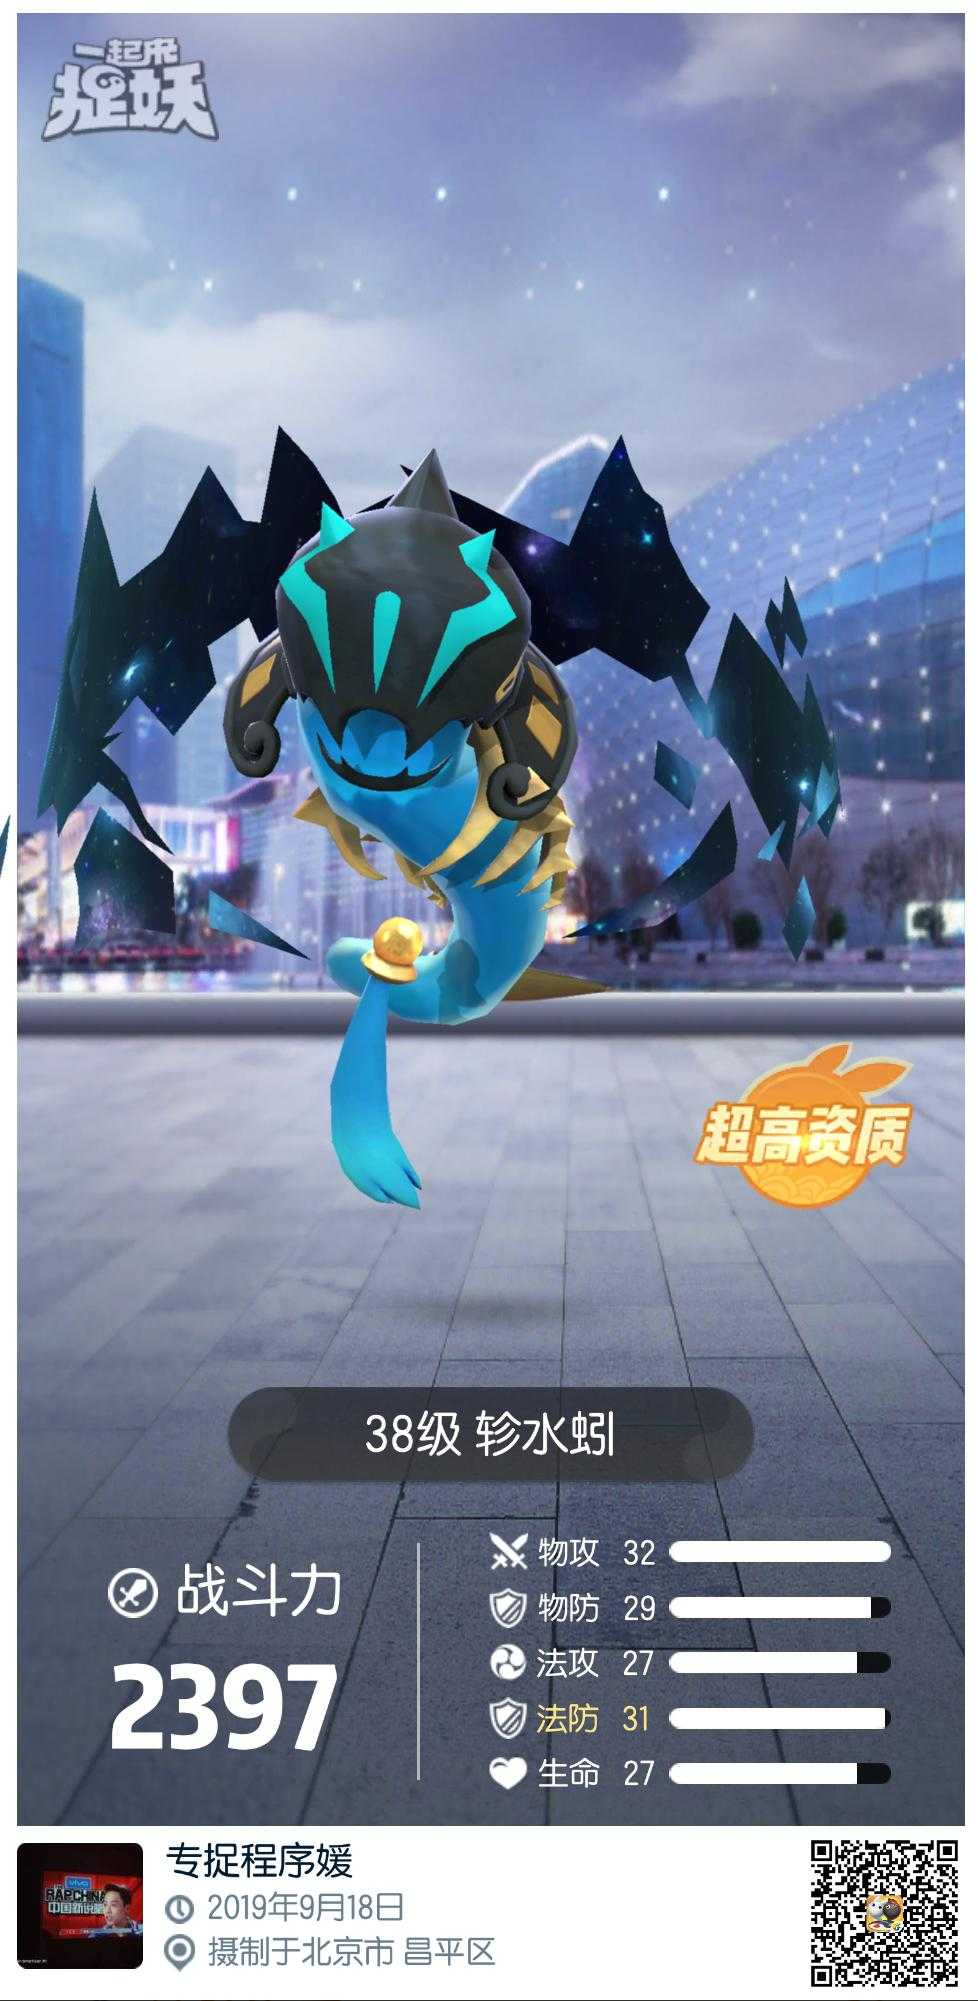 一起来
捉妖
超高资质
38级 轸水蚓
战斗力
2397
物攻 32
物防 29
法攻 27
法防 31
生命 27
专捉程序媛
2019年9月18日
摄制于北京市 昌平区
vivo
RAPCHINA
中国新说唱